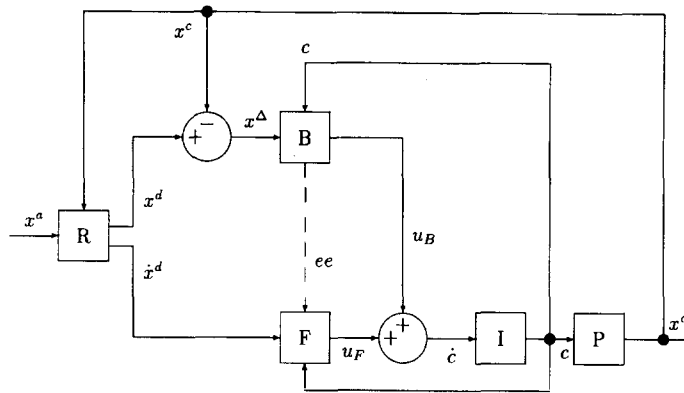 x^c
c
x^Δ
+ −
B
x^d
x^a
R
ẋ^d
ee
u_B
F
u_F
+ +
ċ
I
c
P
x^c